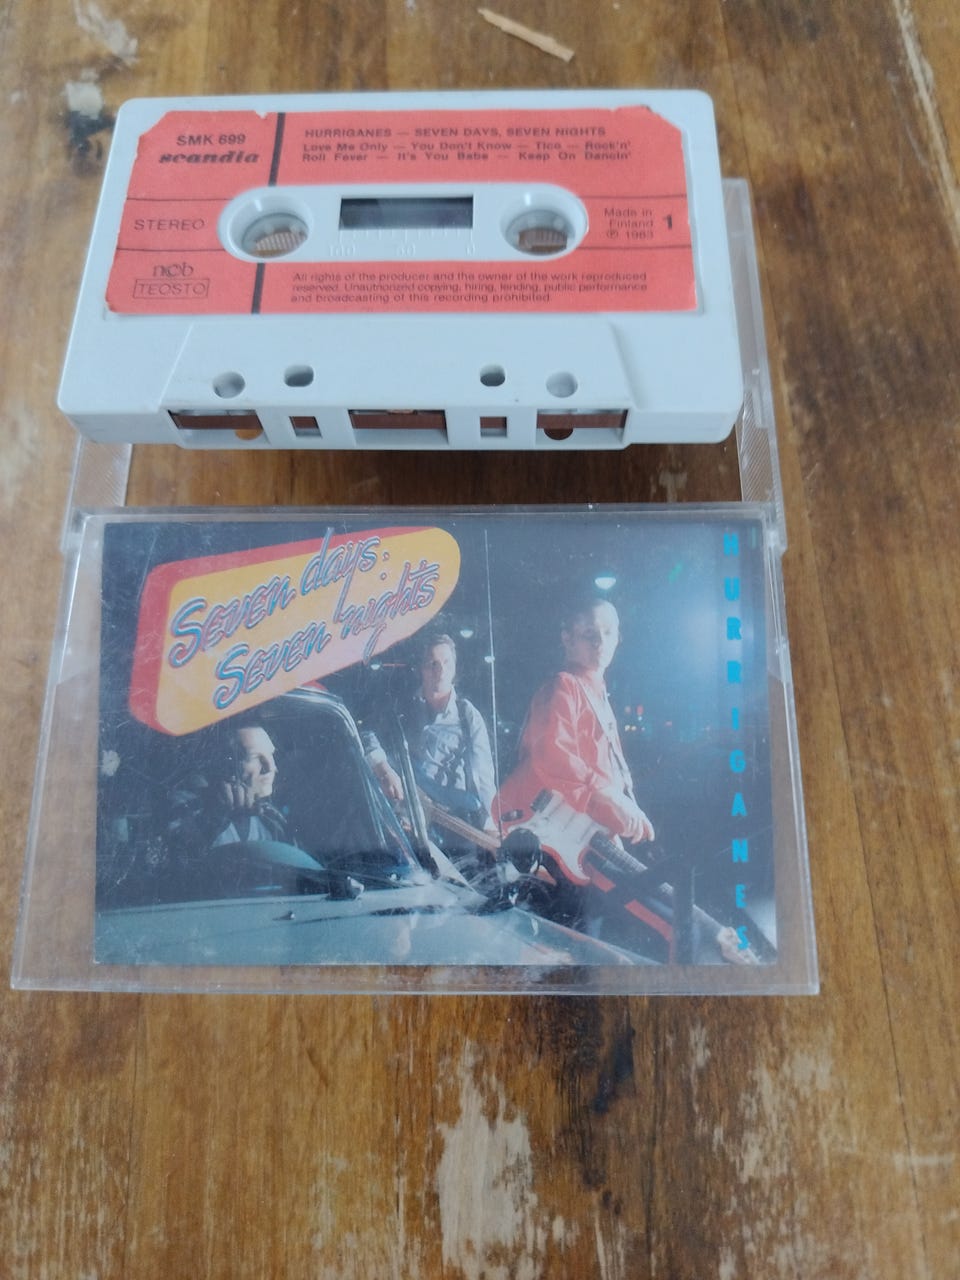 SMK 699
scandia
HURRIGANES — SEVEN DAYS, SEVEN NIGHTS
Love Me Only — You Don't Know — Tico — Rock'n'
Roll Fever — It's You Babe — Keep On Dancin'
STEREO
100 50 0
Made in
Finland
℗ 1983
1
ncb
TEOSTO
All rights of the producer and the owner of the work reproduced
reserved. Unauthorized copying, hiring, lending, public performance
and broadcasting of this recording prohibited.
Seven days,
Seven nights
HURRIGANES